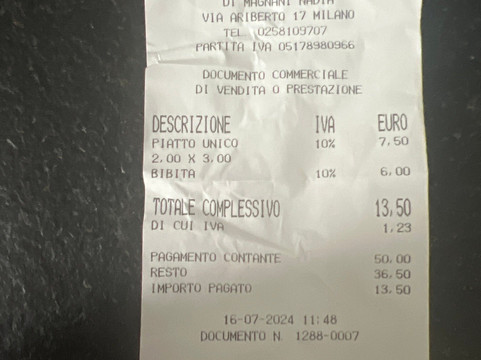 DI MAGNANI NADIA
VIA ARIBERTO 17 MILANO
TEL 0258109707
PARTITA IVA 05178980966
DOCUMENTO COMMERCIALE
DI VENDITA O PRESTAZIONE
DESCRIZIONE IVA EURO
PIATTO UNICO 10% 7,50
2,00 X 3,00
BIBITA 10% 6,00
TOTALE COMPLESSIVO 13,50
DI CUI IVA 1,23
PAGAMENTO CONTANTE 50,00
RESTO 36,50
IMPORTO PAGATO 13,50
16-07-2024 11:48
DOCUMENTO N. 1288-0007